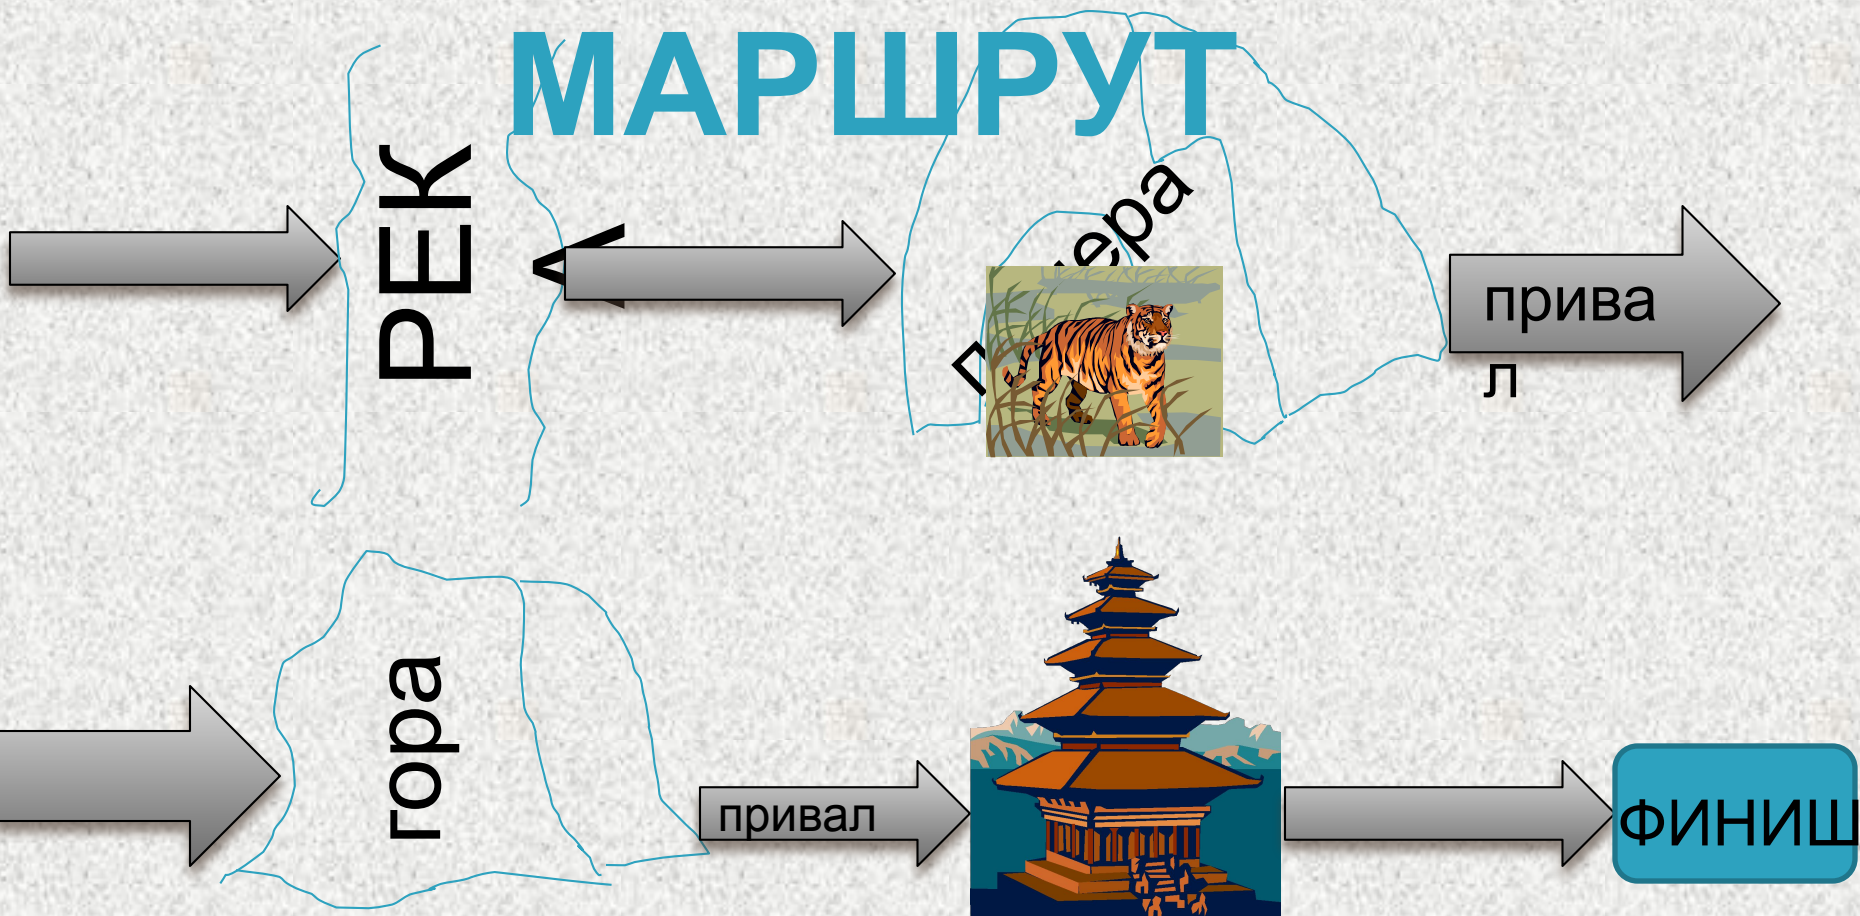 МАРШРУТ
РЕК
А
прива
л
гора
привал
ФИНИШ